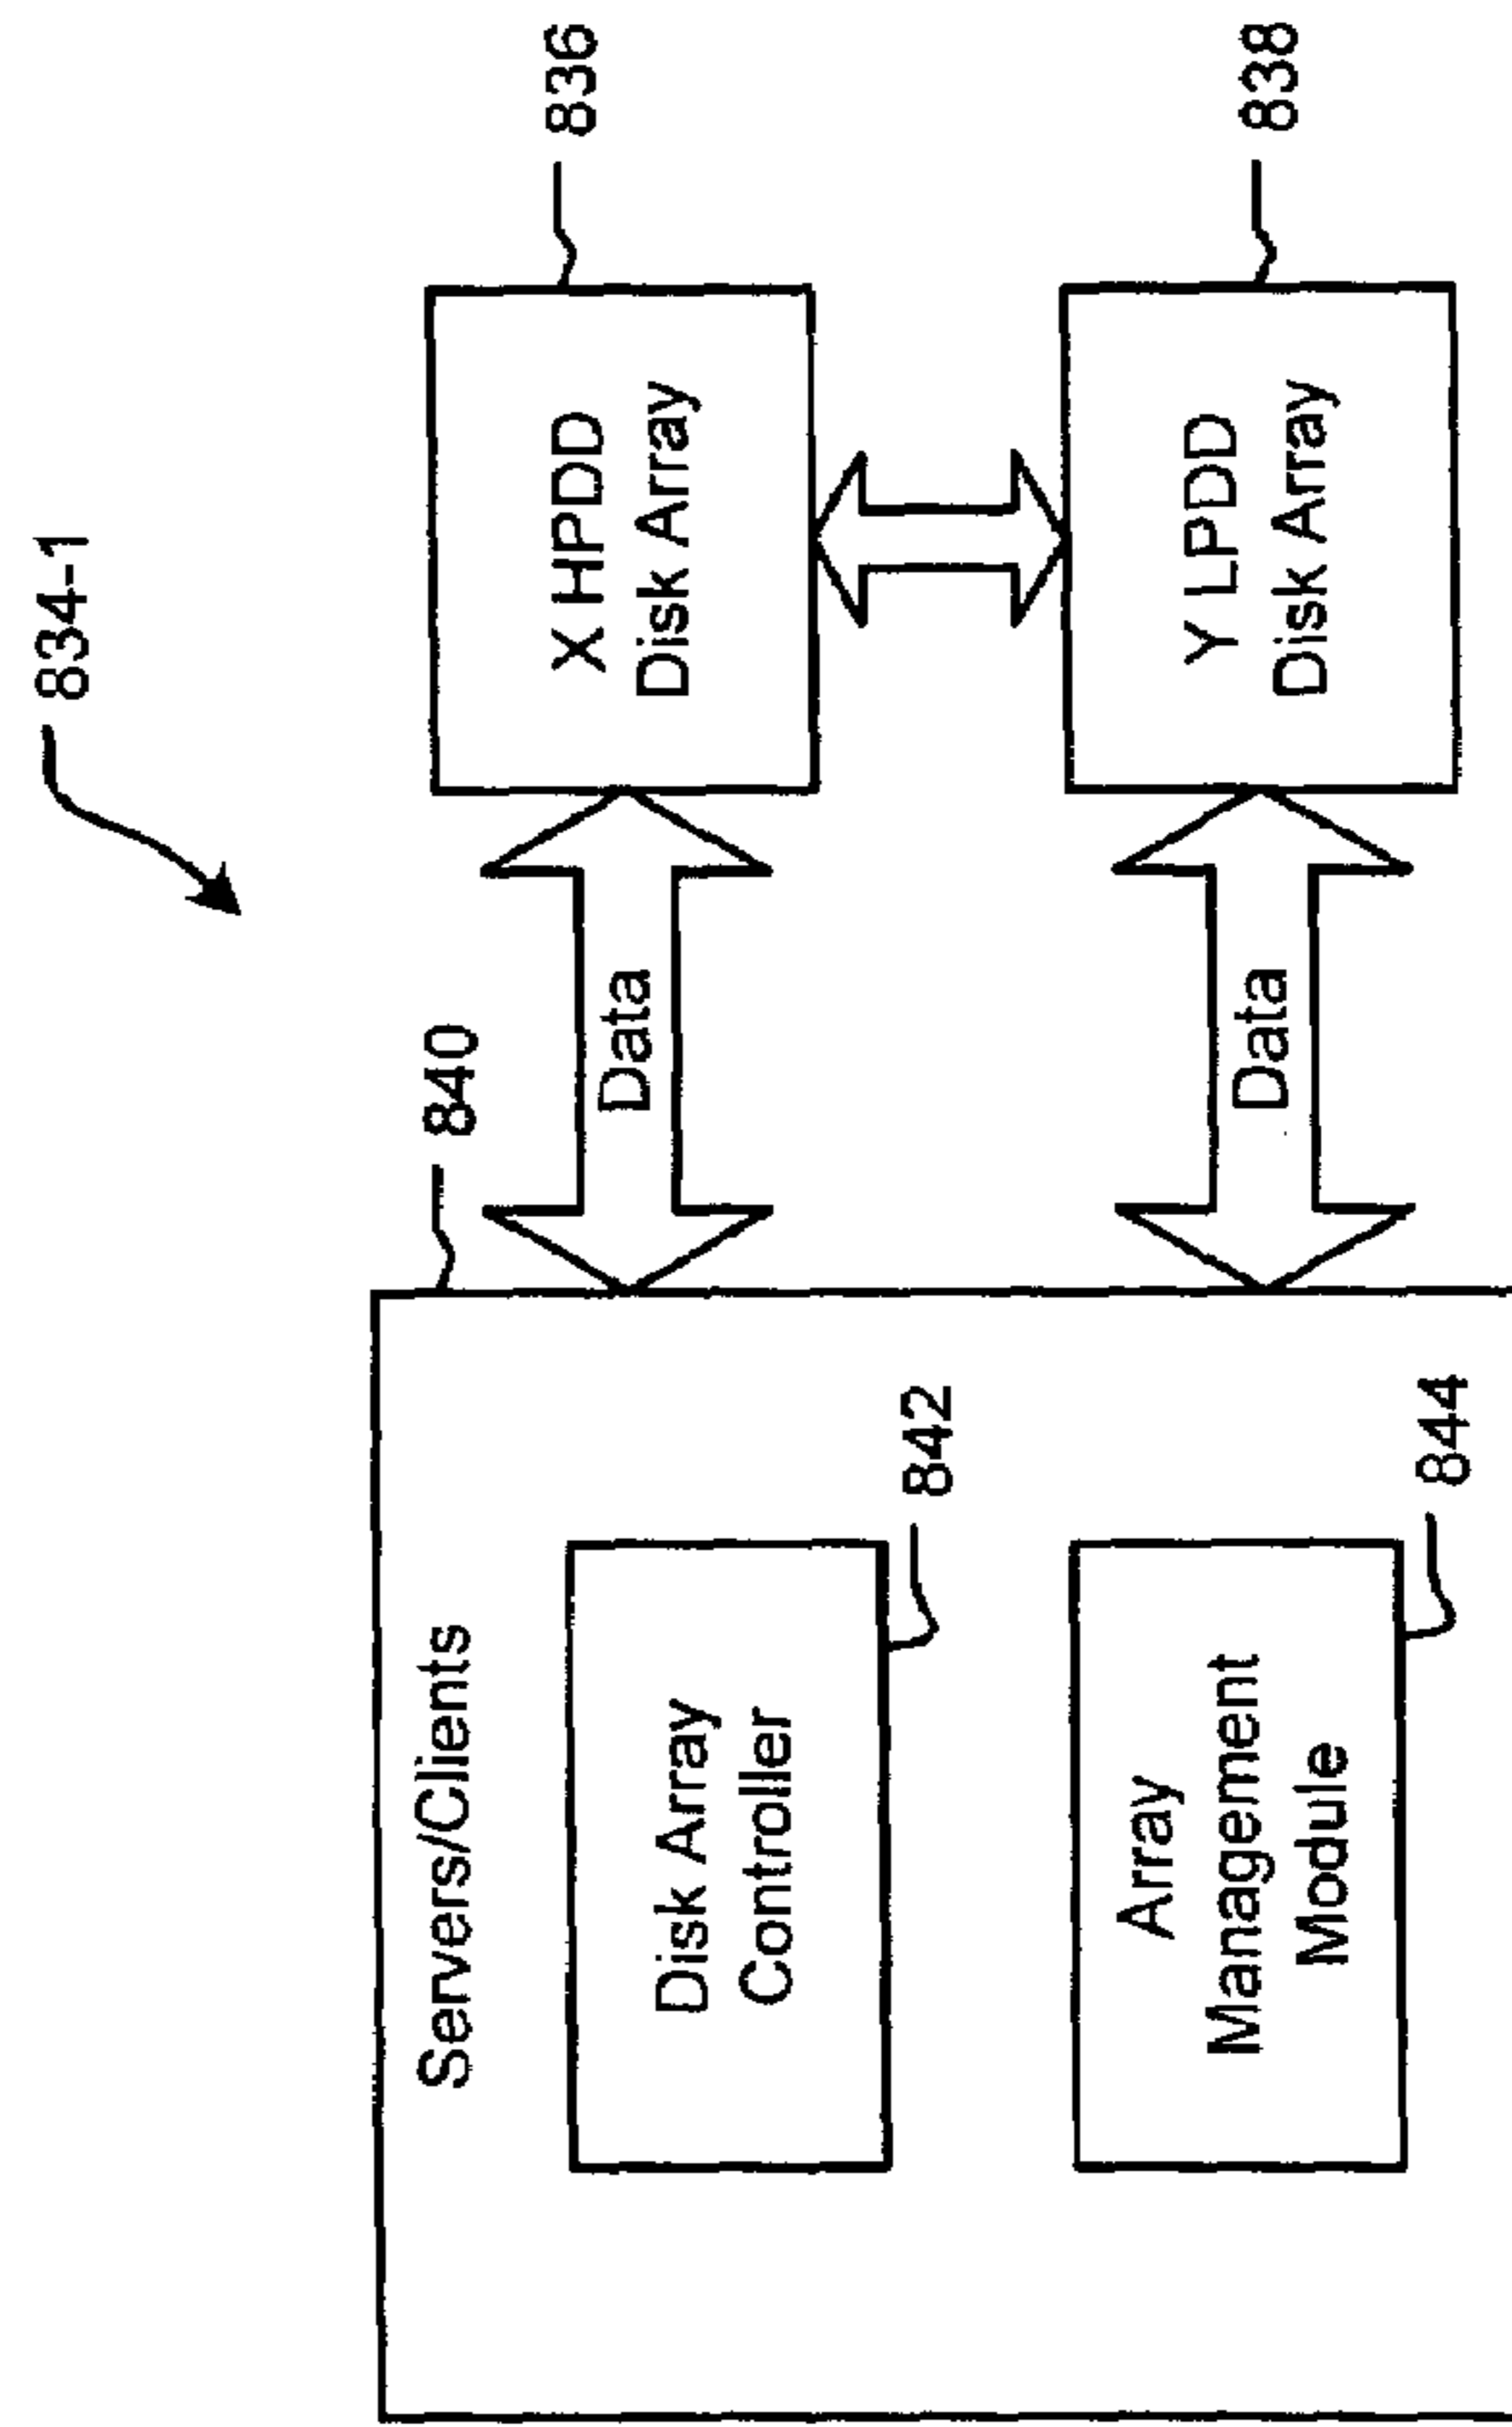 834-1
Servers/Clients
840
Disk Array
Controller
842
Array
Management
Module
844
Data
X HPDD
Disk Array
836
Data
Y LPDD
Disk Array
838